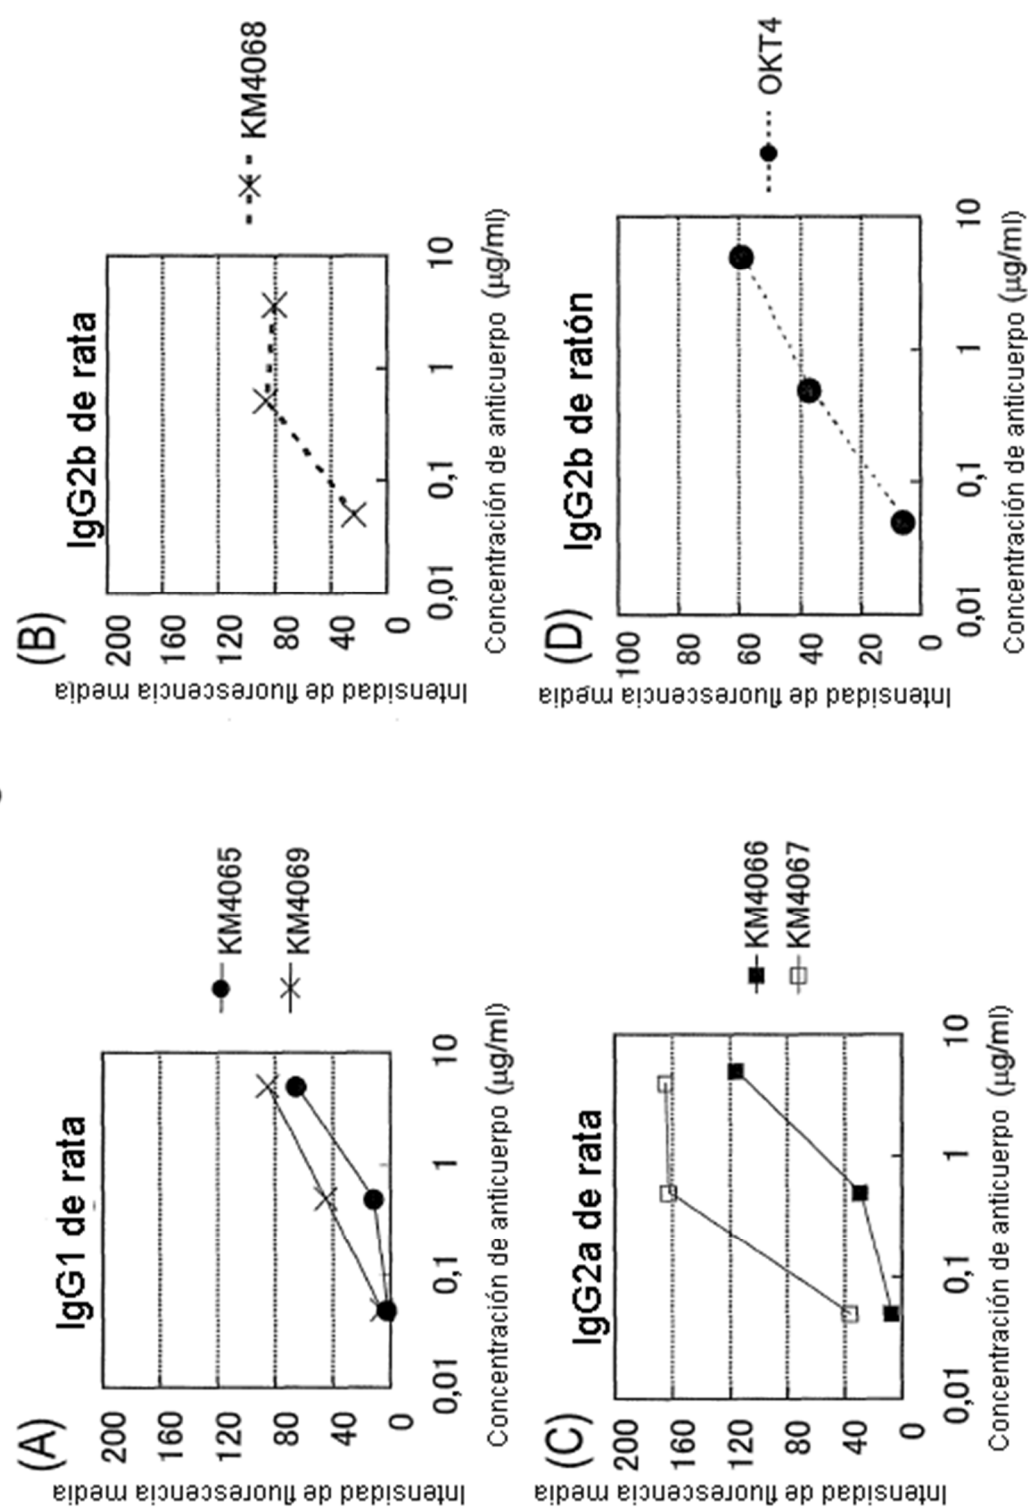 (A)
IgG1 de rata
Intensidad de fluorescencia media
200
160
120
80
40
0
0,01
0,1
1
10
Concentración de anticuerpo (µg/ml)
KM4065
KM4069
(B)
IgG2b de rata
Intensidad de fluorescencia media
200
160
120
80
40
0
0,01
0,1
1
10
Concentración de anticuerpo (µg/ml)
KM4068
(C)
IgG2a de rata
Intensidad de fluorescencia media
200
160
120
80
40
0
0,01
0,1
1
10
Concentración de anticuerpo (µg/ml)
KM4066
KM4067
(D)
IgG2b de ratón
Intensidad de fluorescencia media
100
80
60
40
20
0
0,01
0,1
1
10
Concentración de anticuerpo (µg/ml)
OKT4